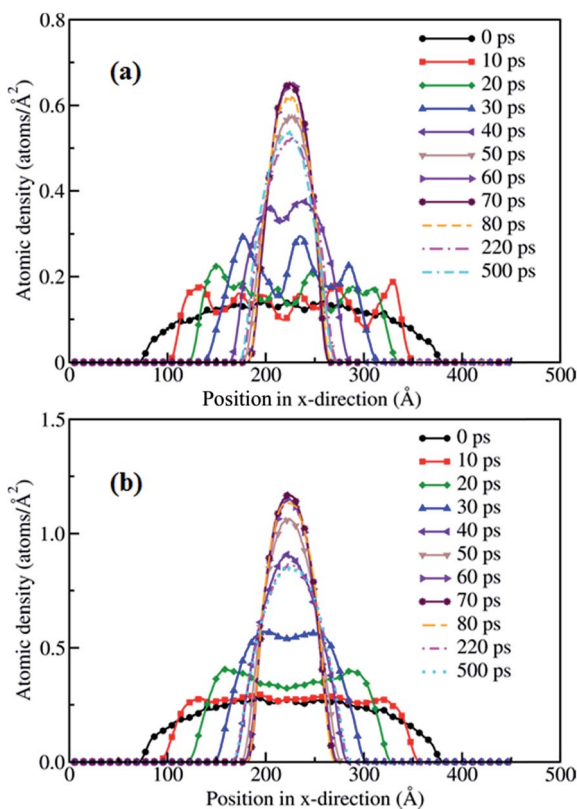 (a)
0 ps
10 ps
20 ps
30 ps
40 ps
50 ps
60 ps
70 ps
80 ps
220 ps
500 ps
Atomic density (atoms/Å²)
0.8
0.6
0.4
0.2
0
0 100 200 300 400 500
Position in x-direction (Å)
(b)
0 ps
10 ps
20 ps
30 ps
40 ps
50 ps
60 ps
70 ps
80 ps
220 ps
500 ps
Atomic density (atoms/Å²)
1.5
1.0
0.5
0.0
0 100 200 300 400 500
Position in x-direction (Å)